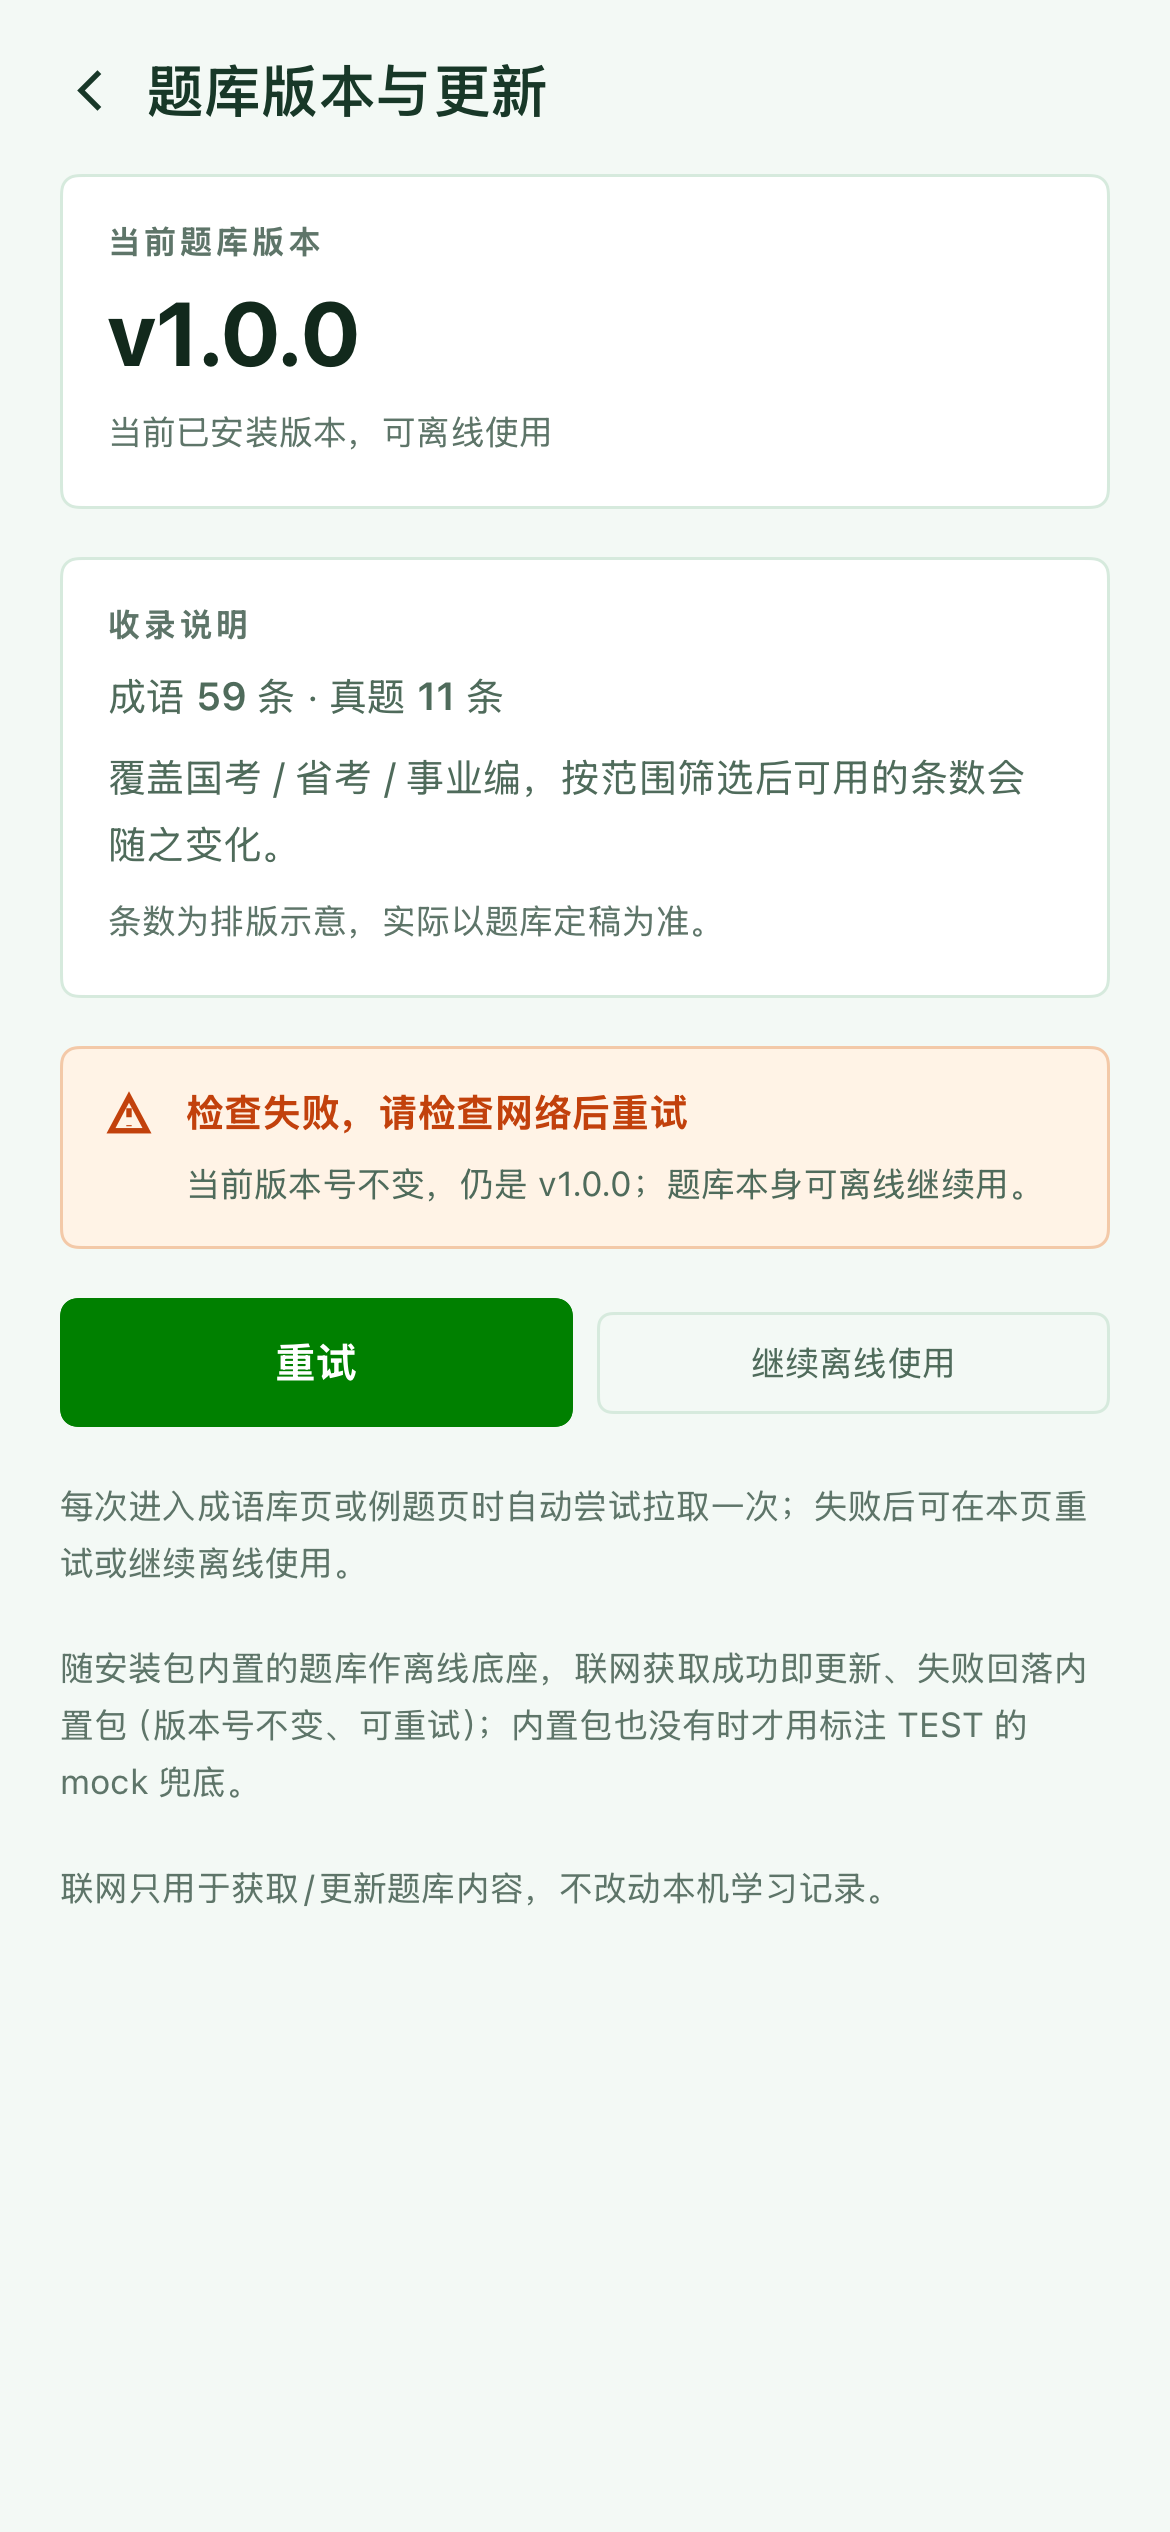 题库版本与更新
当前题库版本
v1.0.0
当前已安装版本，可离线使用
收录说明
成语 59 条 · 真题 11 条
覆盖国考 / 省考 / 事业编，按范围筛选后可用的条数会
随之变化。
条数为排版示意，实际以题库定稿为准。
检查失败，请检查网络后重试
当前版本号不变，仍是 v1.0.0；题库本身可离线继续用。
重试
继续离线使用
每次进入成语库页或例题页时自动尝试拉取一次；失败后可在本页重
试或继续离线使用。
随安装包内置的题库作离线底座，联网获取成功即更新、失败回落内
置包（版本号不变、可重试）；内置包也没有时才用标注 TEST 的
mock 兜底。
联网只用于获取/更新题库内容，不改动本机学习记录。